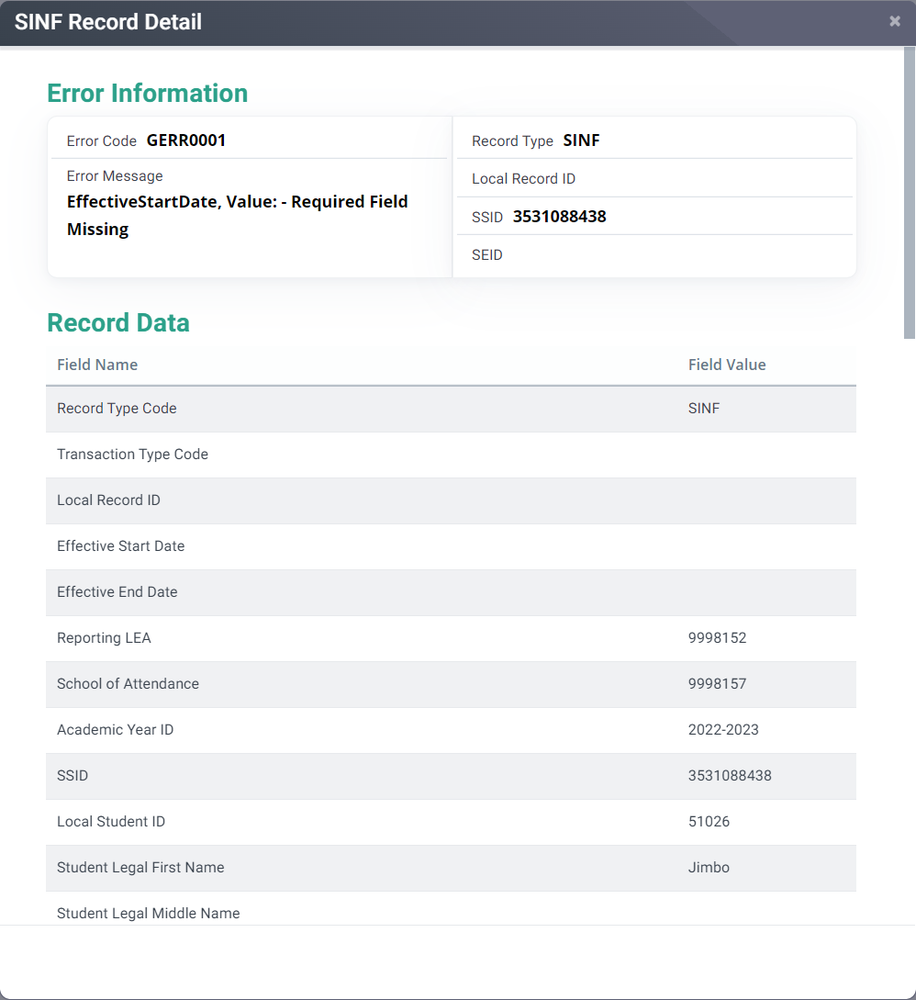 SINF Record Detail
×
Error Information
Error Code GERR0001
Error Message
EffectiveStartDate, Value: - Required Field
Missing
Record Type SINF
Local Record ID
SSID 3531088438
SEID
Record Data
Field Name Field Value
Record Type Code SINF
Transaction Type Code
Local Record ID
Effective Start Date
Effective End Date
Reporting LEA 9998152
School of Attendance 9998157
Academic Year ID 2022-2023
SSID 3531088438
Local Student ID 51026
Student Legal First Name Jimbo
Student Legal Middle Name